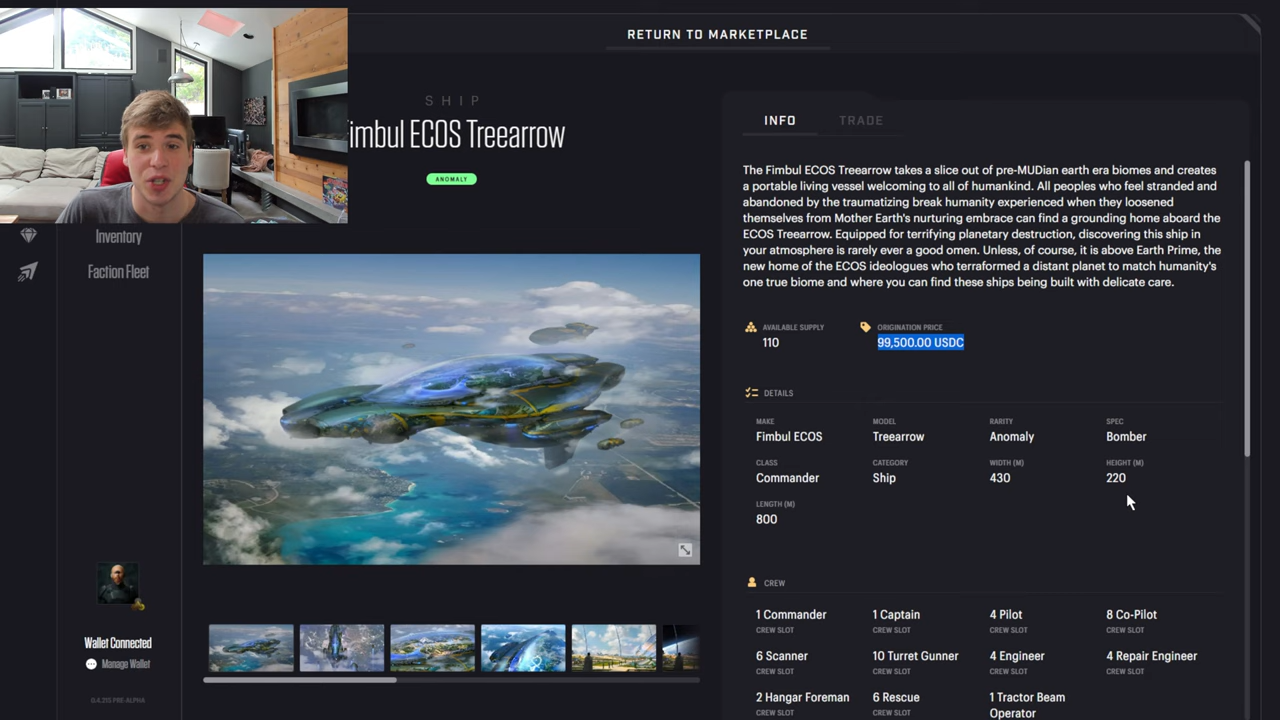 RETURN TO MARKETPLACE
SHIP
Fimbul ECOS Treearrow
ANOMALY
Inventory
Faction Fleet
Wallet Connected
Manage Wallet
0.4.215 PRE-ALPHA
INFO
TRADE
The Fimbul ECOS Treearrow takes a slice out of pre-MUDian earth era biomes and creates
a portable living vessel welcoming to all of humankind. All peoples who feel stranded and
abandoned by the traumatizing break humanity experienced when they loosened
themselves from Mother Earth's nurturing embrace can find a grounding home aboard the
ECOS Treearrow. Equipped for terrifying planetary destruction, discovering this ship in
your atmosphere is rarely ever a good omen. Unless, of course, it is above Earth Prime, the
new home of the ECOS ideologues who terraformed a distant planet to match humanity's
one true biome and where you can find these ships being built with delicate care.
AVAILABLE SUPPLY
110
ORIGINATION PRICE
99,500.00 USDC
DETAILS
MAKE
Fimbul ECOS
MODEL
Treearrow
RARITY
Anomaly
SPEC
Bomber
CLASS
Commander
CATEGORY
Ship
WIDTH (M)
430
HEIGHT (M)
220
LENGTH (M)
800
CREW
1 Commander
CREW SLOT
1 Captain
CREW SLOT
4 Pilot
CREW SLOT
8 Co-Pilot
CREW SLOT
6 Scanner
CREW SLOT
10 Turret Gunner
CREW SLOT
4 Engineer
CREW SLOT
4 Repair Engineer
CREW SLOT
2 Hangar Foreman
CREW SLOT
6 Rescue
CREW SLOT
1 Tractor Beam
Operator